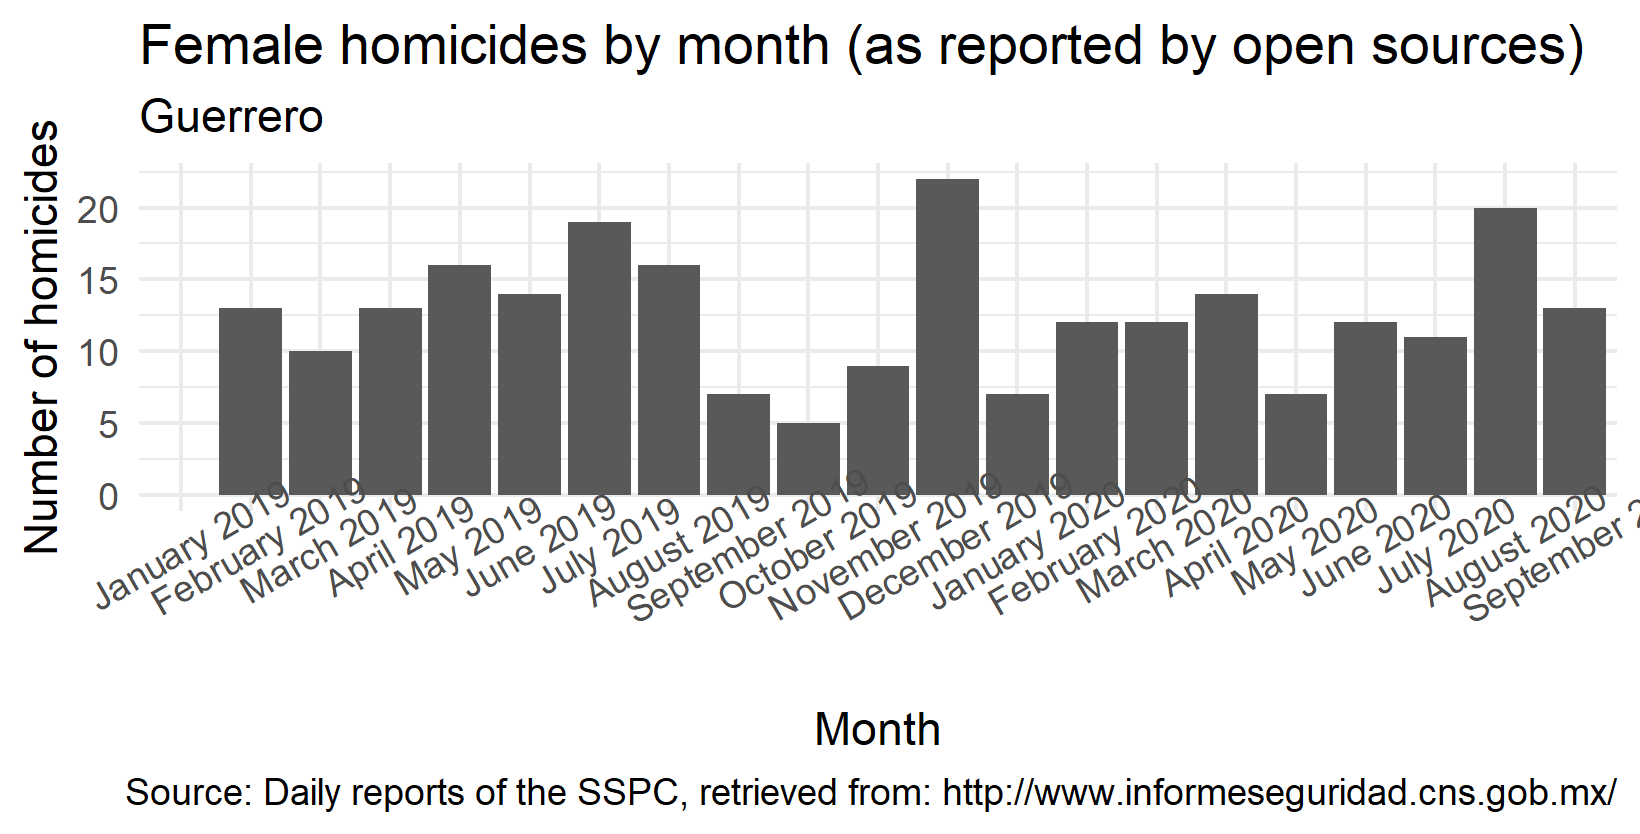 Female homicides by month (as reported by open sources)
Guerrero
Number of homicides
20
15
10
5
0
January 2019
February 2019
March 2019
April 2019
May 2019
June 2019
July 2019
August 2019
September 2019
October 2019
November 2019
December 2019
January 2020
February 2020
March 2020
April 2020
May 2020
June 2020
July 2020
August 2020
September 2
Month
Source: Daily reports of the SSPC, retrieved from: http://www.informeseguridad.cns.gob.mx/